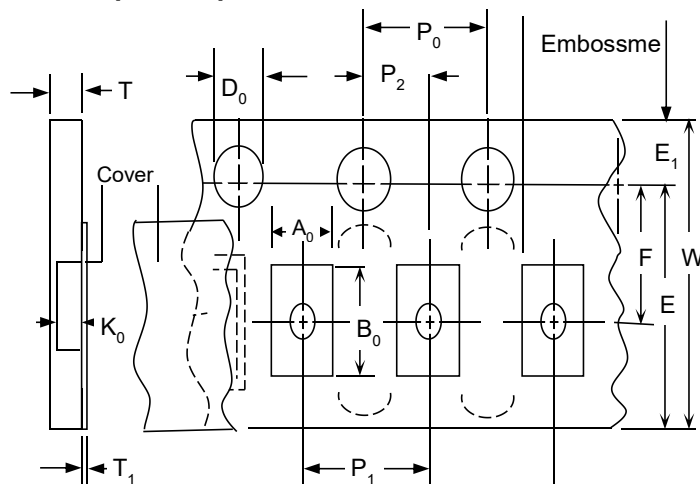 P₀
Embossme
T
D₀
P₂
E₁
Cover
A₀
F
W
E
K₀
B₀
T₁
P₁